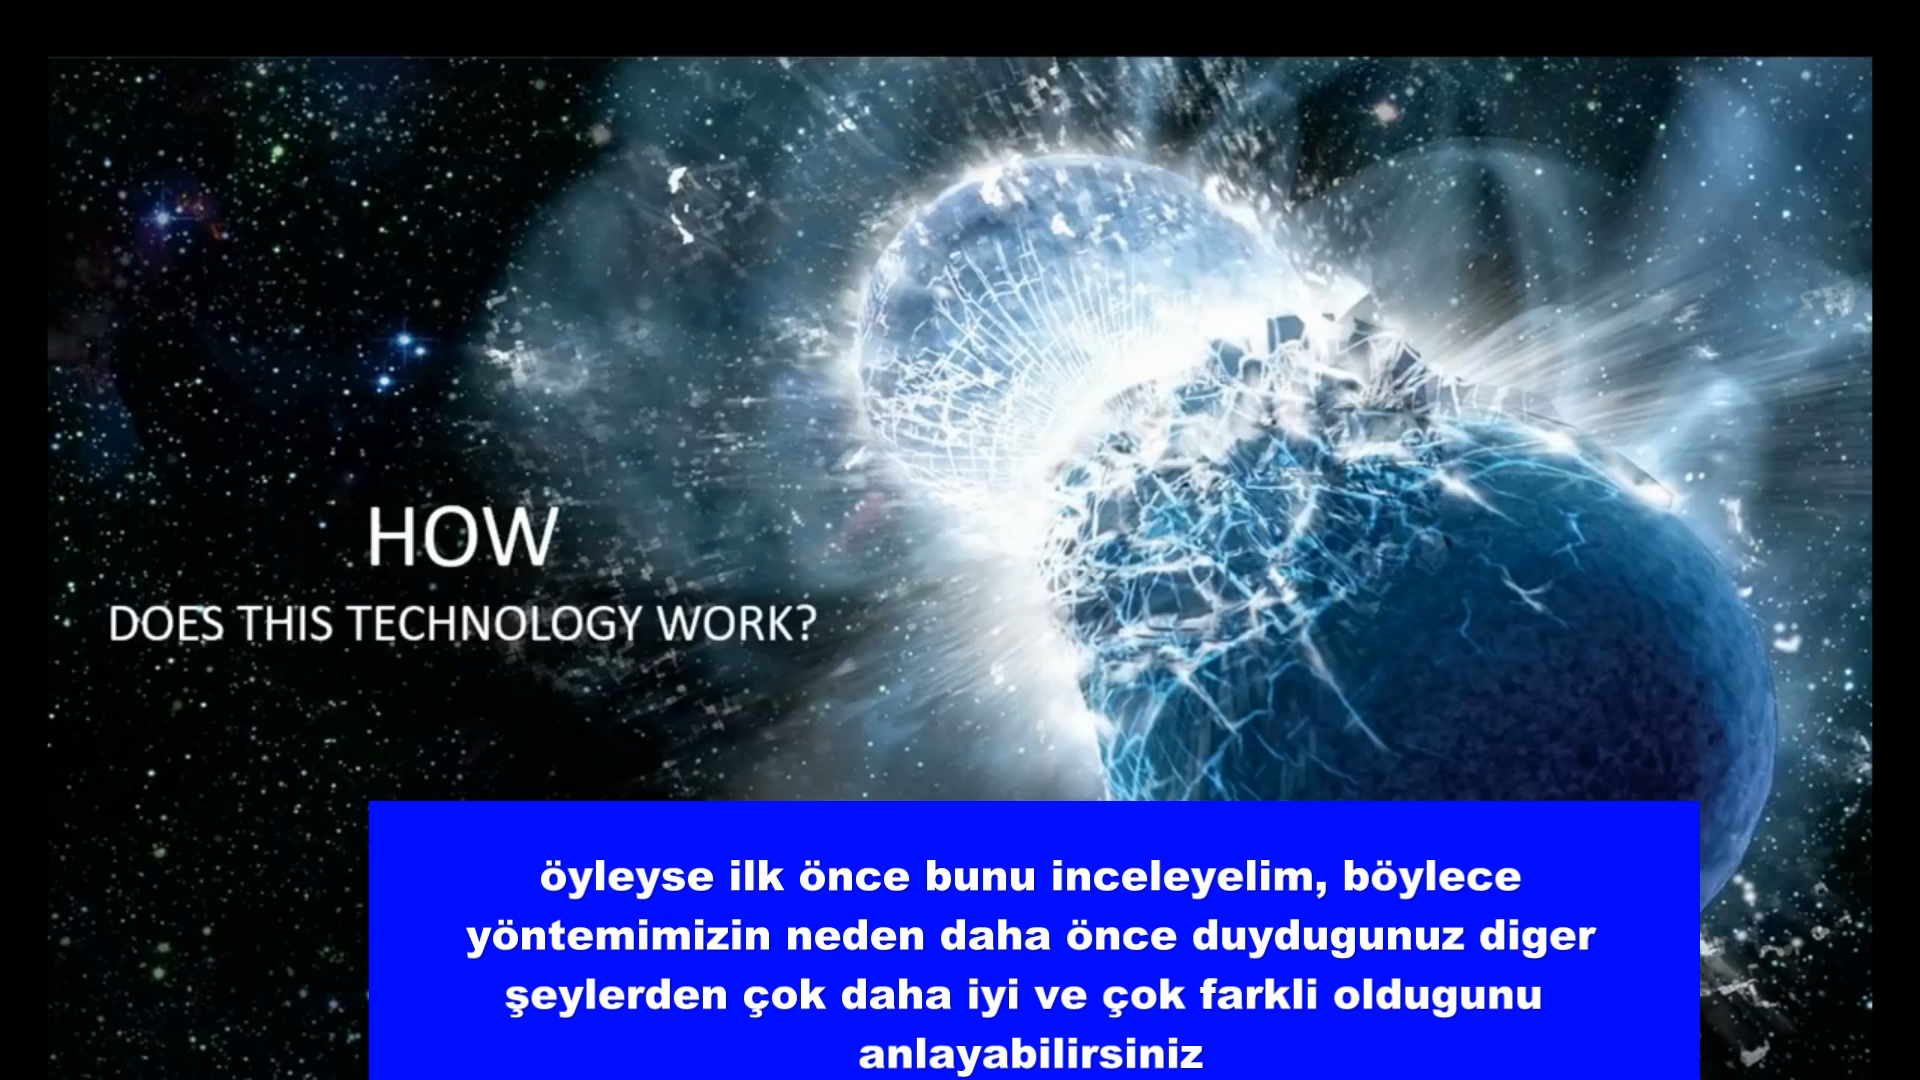 HOW
DOES THIS TECHNOLOGY WORK?
öyleyse ilk önce bunu inceleyelim, böylece
yöntemimizin neden daha önce duydugunuz diger
şeylerden çok daha iyi ve çok farkli oldugunu
anlayabilirsiniz